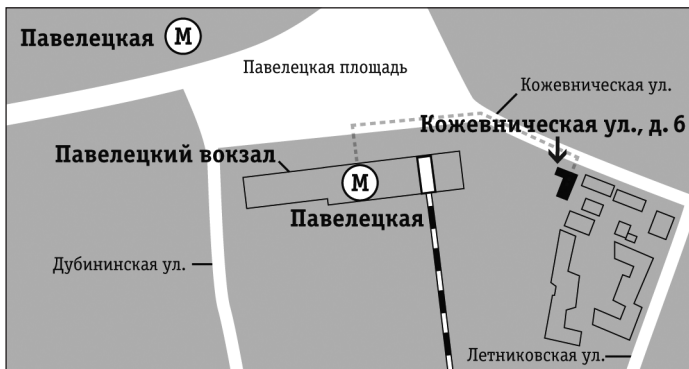 Павелецкая М
Павелецкая площадь
Кожевническая ул.
Кожевническая ул., д. 6
Павелецкий вокзал
М
Павелецкая
Дубининская ул.
Летниковская ул.